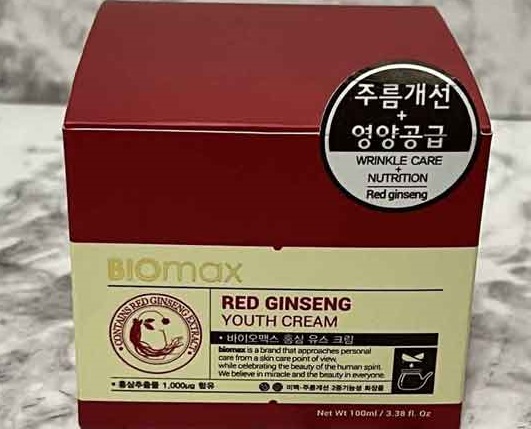 주름개선
+
영양공급
WRINKLE CARE
+
NUTRITION
Red ginseng
BIOmax
CONTAINS RED GINSENG EXTRACT
RED GINSENG
YOUTH CREAM
• 바이오맥스 홍삼 유스 크림
biomax is a brand that approaches personal
care from a skin care point of view,
while celebrating the beauty of the human spirit.
We believe in miracle and the beauty in everyone.
• 홍삼추출물 1,000ug 함유
미백·주름개선 2중기능성 화장품
Net Wt 100ml / 3.38 fl. Oz